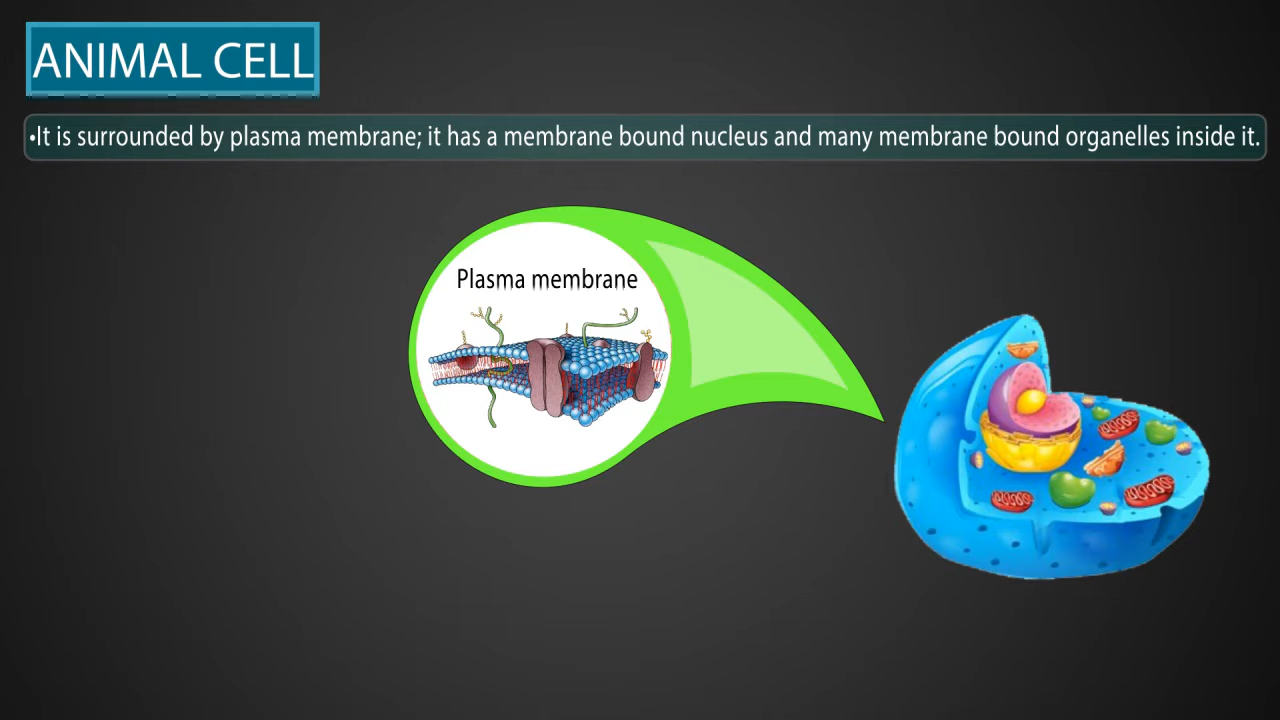 ANIMAL CELL
•It is surrounded by plasma membrane; it has a membrane bound nucleus and many membrane bound organelles inside it.
Plasma membrane